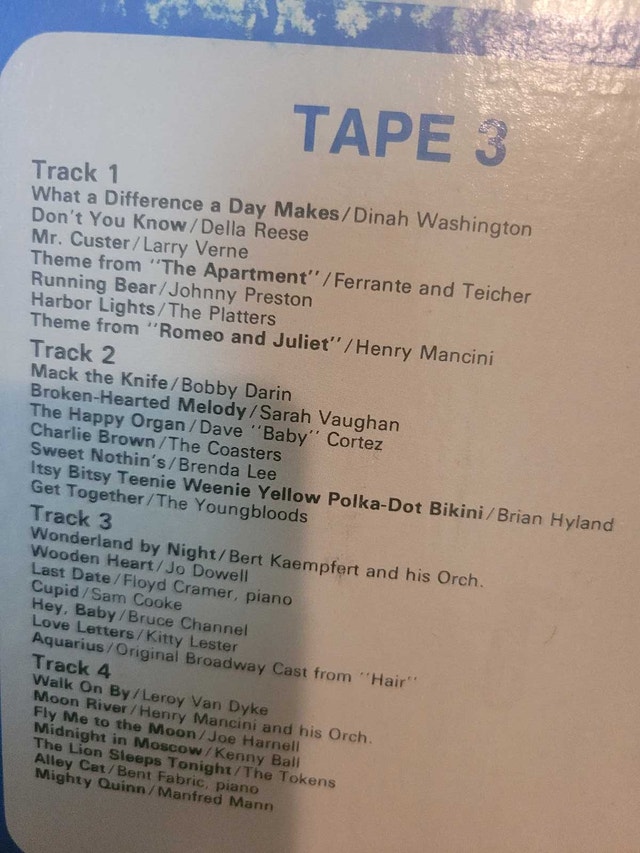 TAPE 3
Track 1
What a Difference a Day Makes/Dinah Washington
Don't You Know/Della Reese
Mr. Custer/Larry Verne
Theme from "The Apartment"/Ferrante and Teicher
Running Bear/Johnny Preston
Harbor Lights/The Platters
Theme from "Romeo and Juliet"/Henry Mancini
Track 2
Mack the Knife/Bobby Darin
Broken-Hearted Melody/Sarah Vaughan
The Happy Organ/Dave "Baby" Cortez
Charlie Brown/The Coasters
Sweet Nothin's/Brenda Lee
Itsy Bitsy Teenie Weenie Yellow Polka-Dot Bikini/Brian Hyland
Get Together/The Youngbloods
Track 3
Wonderland by Night/Bert Kaempfert and his Orch.
Wooden Heart/Jo Dowell
Last Date/Floyd Cramer, piano
Cupid/Sam Cooke
Hey, Baby/Bruce Channel
Love Letters/Kitty Lester
Aquarius/Original Broadway Cast from "Hair"
Track 4
Walk On By/Leroy Van Dyke
Moon River/Henry Mancini and his Orch.
Fly Me to the Moon/Joe Harnell
Midnight in Moscow/Kenny Ball
The Lion Sleeps Tonight/The Tokens
Alley Cat/Bent Fabric, piano
Mighty Quinn/Manfred Mann